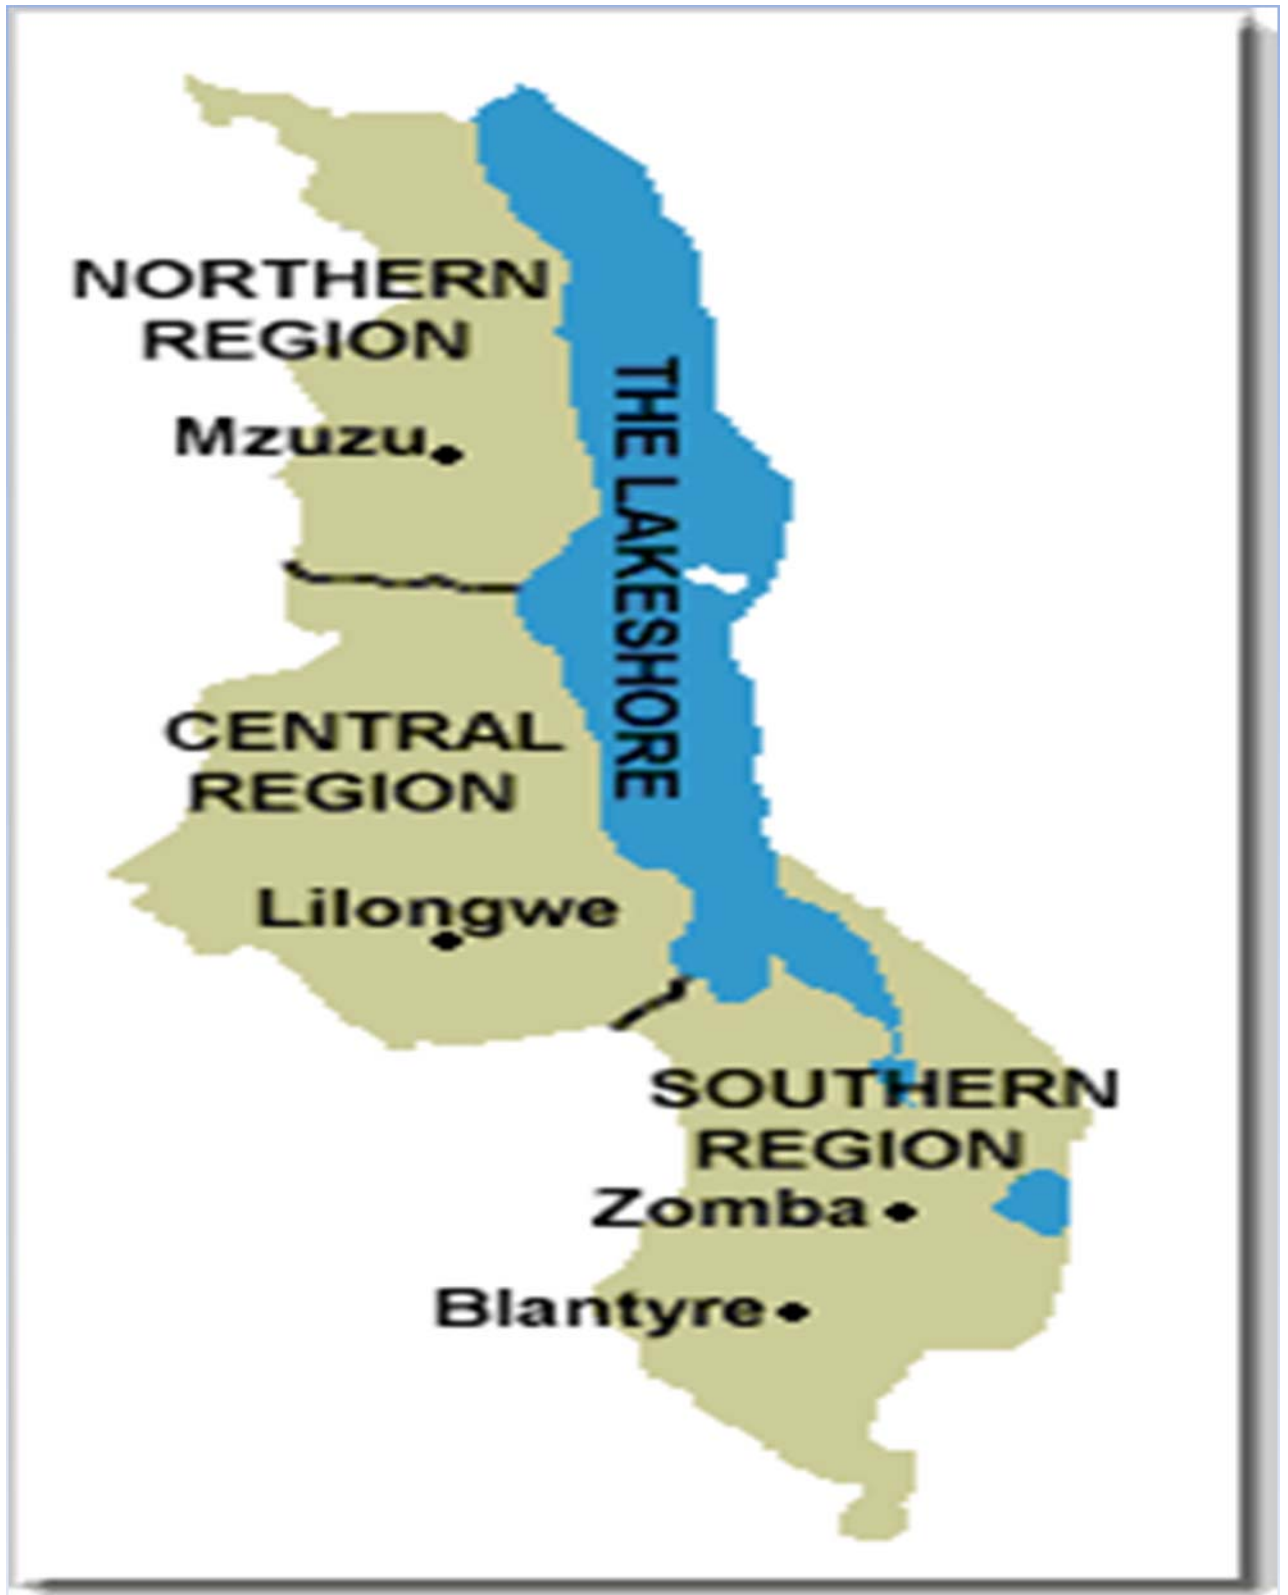 NORTHERN
REGION
Mzuzu
THE LAKESHORE
CENTRAL
REGION
Lilongwe
SOUTHERN
REGION
Zomba
Blantyre